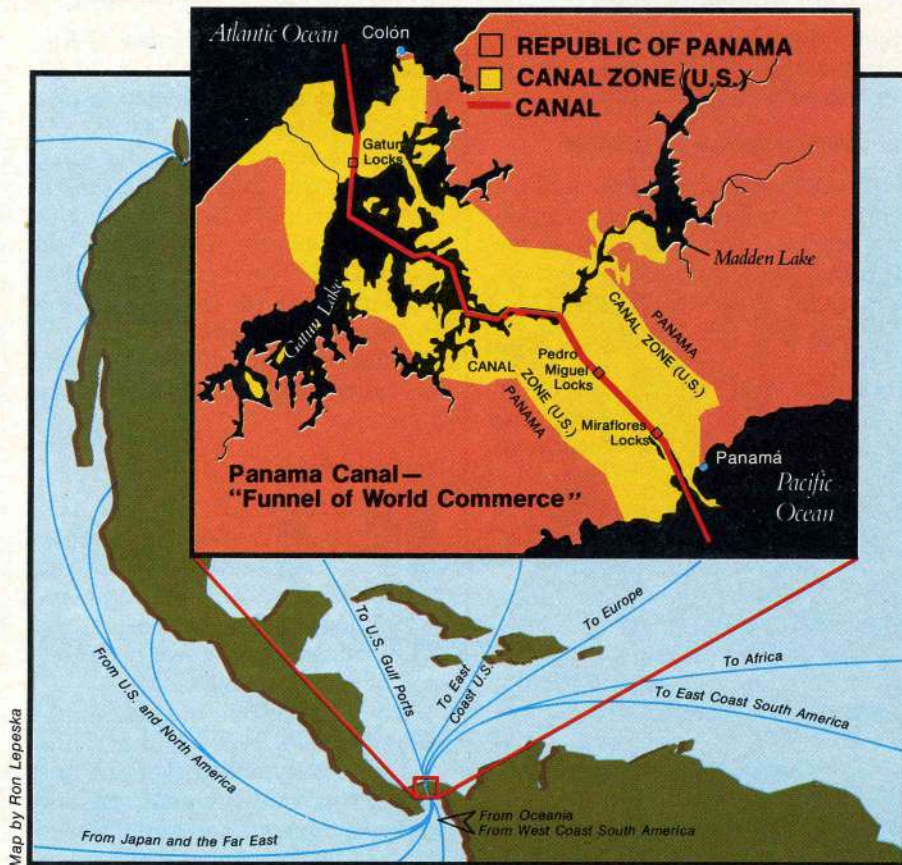 Atlantic Ocean
Colón
REPUBLIC OF PANAMA
CANAL ZONE (U.S.)
CANAL
Gatun
Locks
Madden Lake
Gatun Lake
CANAL ZONE (U.S.)
PANAMA
CANAL
ZONE (U.S.)
PANAMA
Pedro
Miguel
Locks
Miraflores
Locks
Panamá
Pacific
Ocean
Panama Canal—
"Funnel of World Commerce"
To U.S. Gulf Ports
To East
Coast U.S.
To Europe
To Africa
To East Coast South America
From U.S. and North America
From Oceania
From West Coast South America
From Japan and the Far East
Map by Ron Lepeska